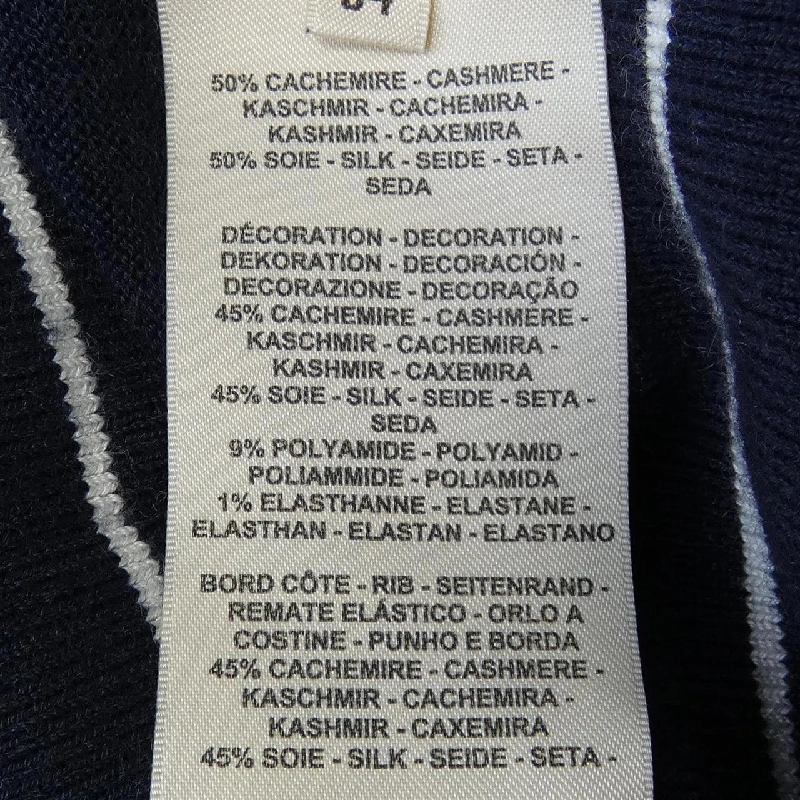 50% CACHEMIRE - CASHMERE -
KASCHMIR - CACHEMIRA -
KASHMIR - CAXEMIRA
50% SOIE - SILK - SEIDE - SETA -
SEDA
DÉCORATION - DECORATION -
DEKORATION - DECORACIÓN -
DECORAZIONE - DECORAÇÃO
45% CACHEMIRE - CASHMERE -
KASCHMIR - CACHEMIRA -
KASHMIR - CAXEMIRA
45% SOIE - SILK - SEIDE - SETA -
SEDA
9% POLYAMIDE - POLYAMID -
POLIAMMIDE - POLIAMIDA
1% ELASTHANNE - ELASTANE -
ELASTHAN - ELASTAN - ELASTANO
BORD CÔTE - RIB - SEITENRAND -
REMATE ELÁSTICO - ORLO A
COSTINE - PUNHO E BORDA
45% CACHEMIRE - CASHMERE -
KASCHMIR - CACHEMIRA -
KASHMIR - CAXEMIRA
45% SOIE - SILK - SEIDE - SETA -